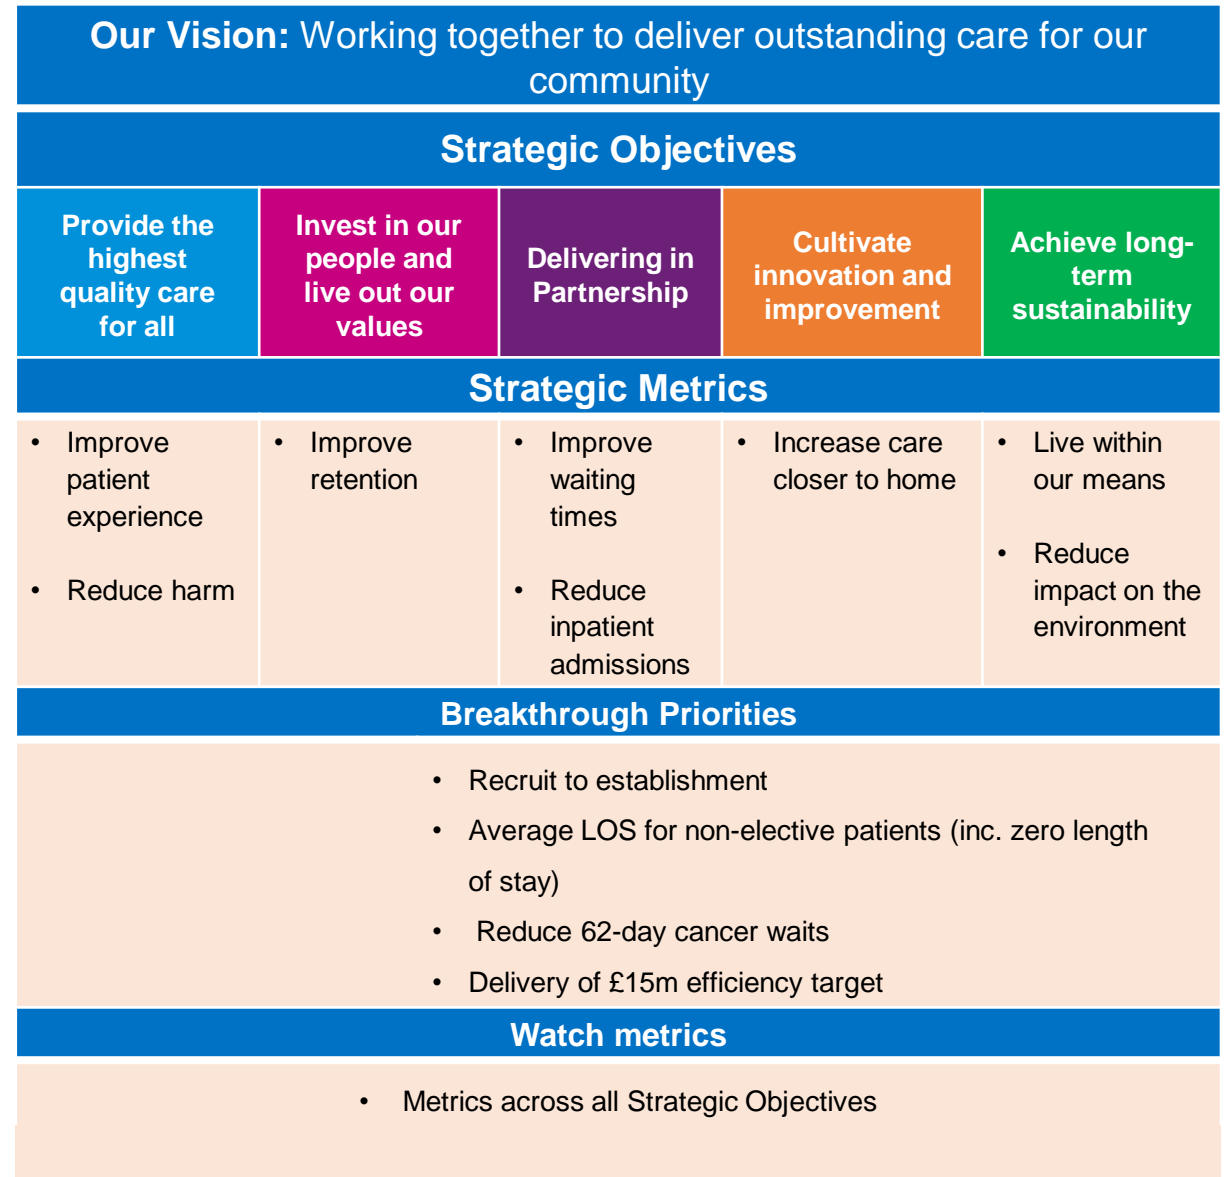 Our Vision: Working together to deliver outstanding care for our
community
Strategic Objectives
Provide the
highest
quality care
for all
Invest in our
people and
live out our
values
Delivering in
Partnership
Cultivate
innovation and
improvement
Achieve long-
term
sustainability
Strategic Metrics
• Improve
patient
experience
• Reduce harm
• Improve
retention
• Improve
waiting
times
• Reduce
inpatient
admissions
• Increase care
closer to home
• Live within
our means
• Reduce
impact on the
environment
Breakthrough Priorities
• Recruit to establishment
• Average LOS for non-elective patients (inc. zero length
of stay)
• Reduce 62-day cancer waits
• Delivery of £15m efficiency target
Watch metrics
• Metrics across all Strategic Objectives